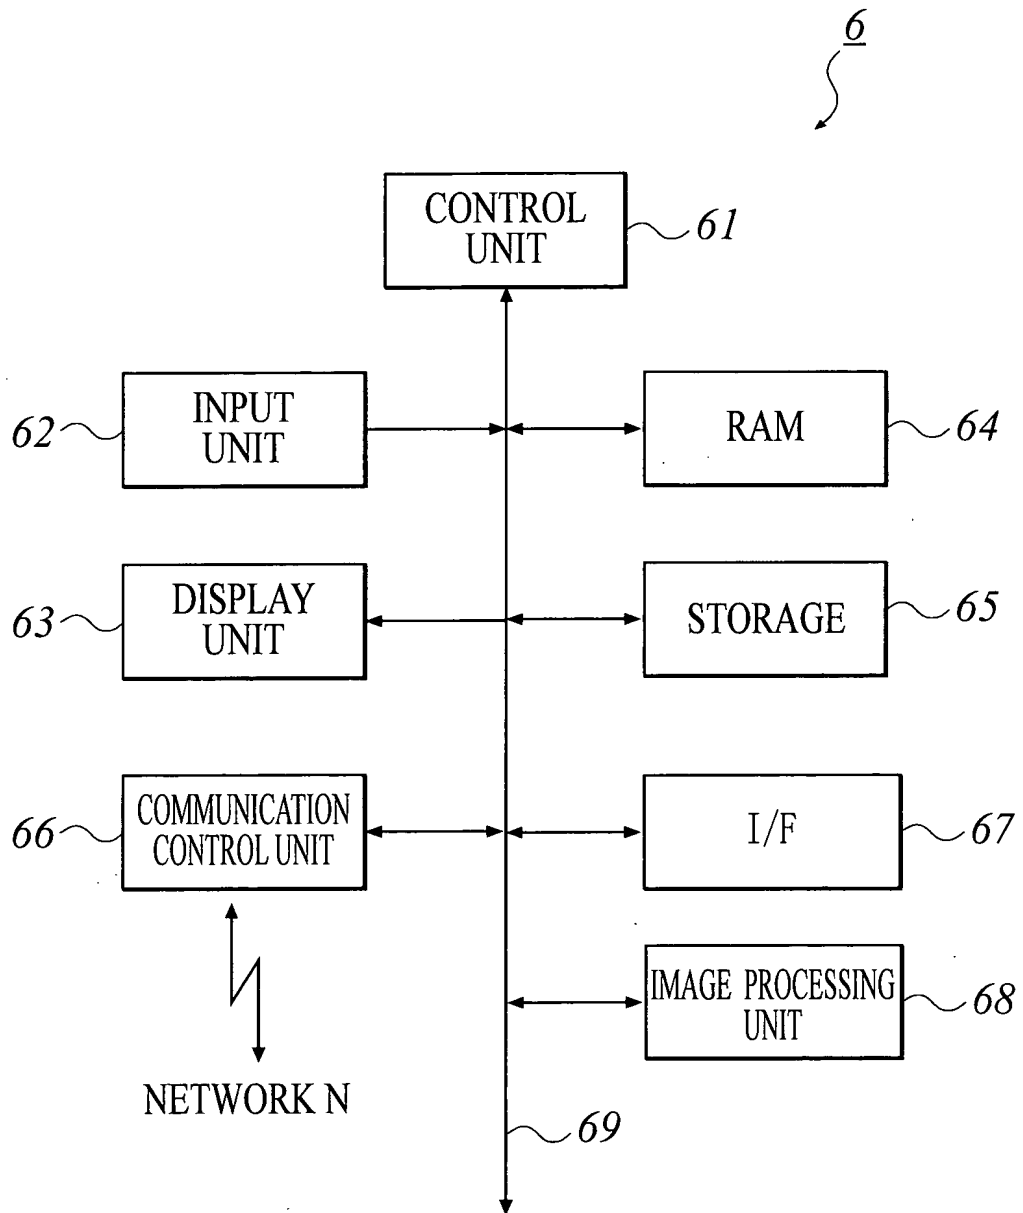 6
CONTROL
UNIT
61
INPUT
UNIT
62
RAM
64
DISPLAY
UNIT
63
STORAGE
65
COMMUNICATION
CONTROL UNIT
66
I/F
67
IMAGE PROCESSING
UNIT
68
NETWORK N
69